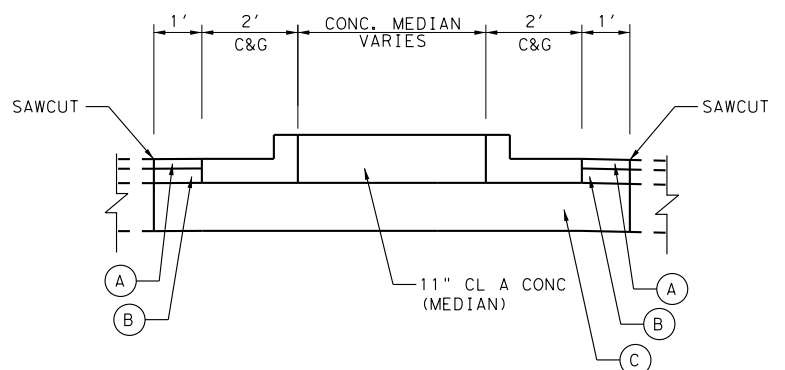 1' 2' CONC. MEDIAN 2' 1'
C&G VARIES C&G
SAWCUT SAWCUT
A 11" CL A CONC A
B (MEDIAN) B
C